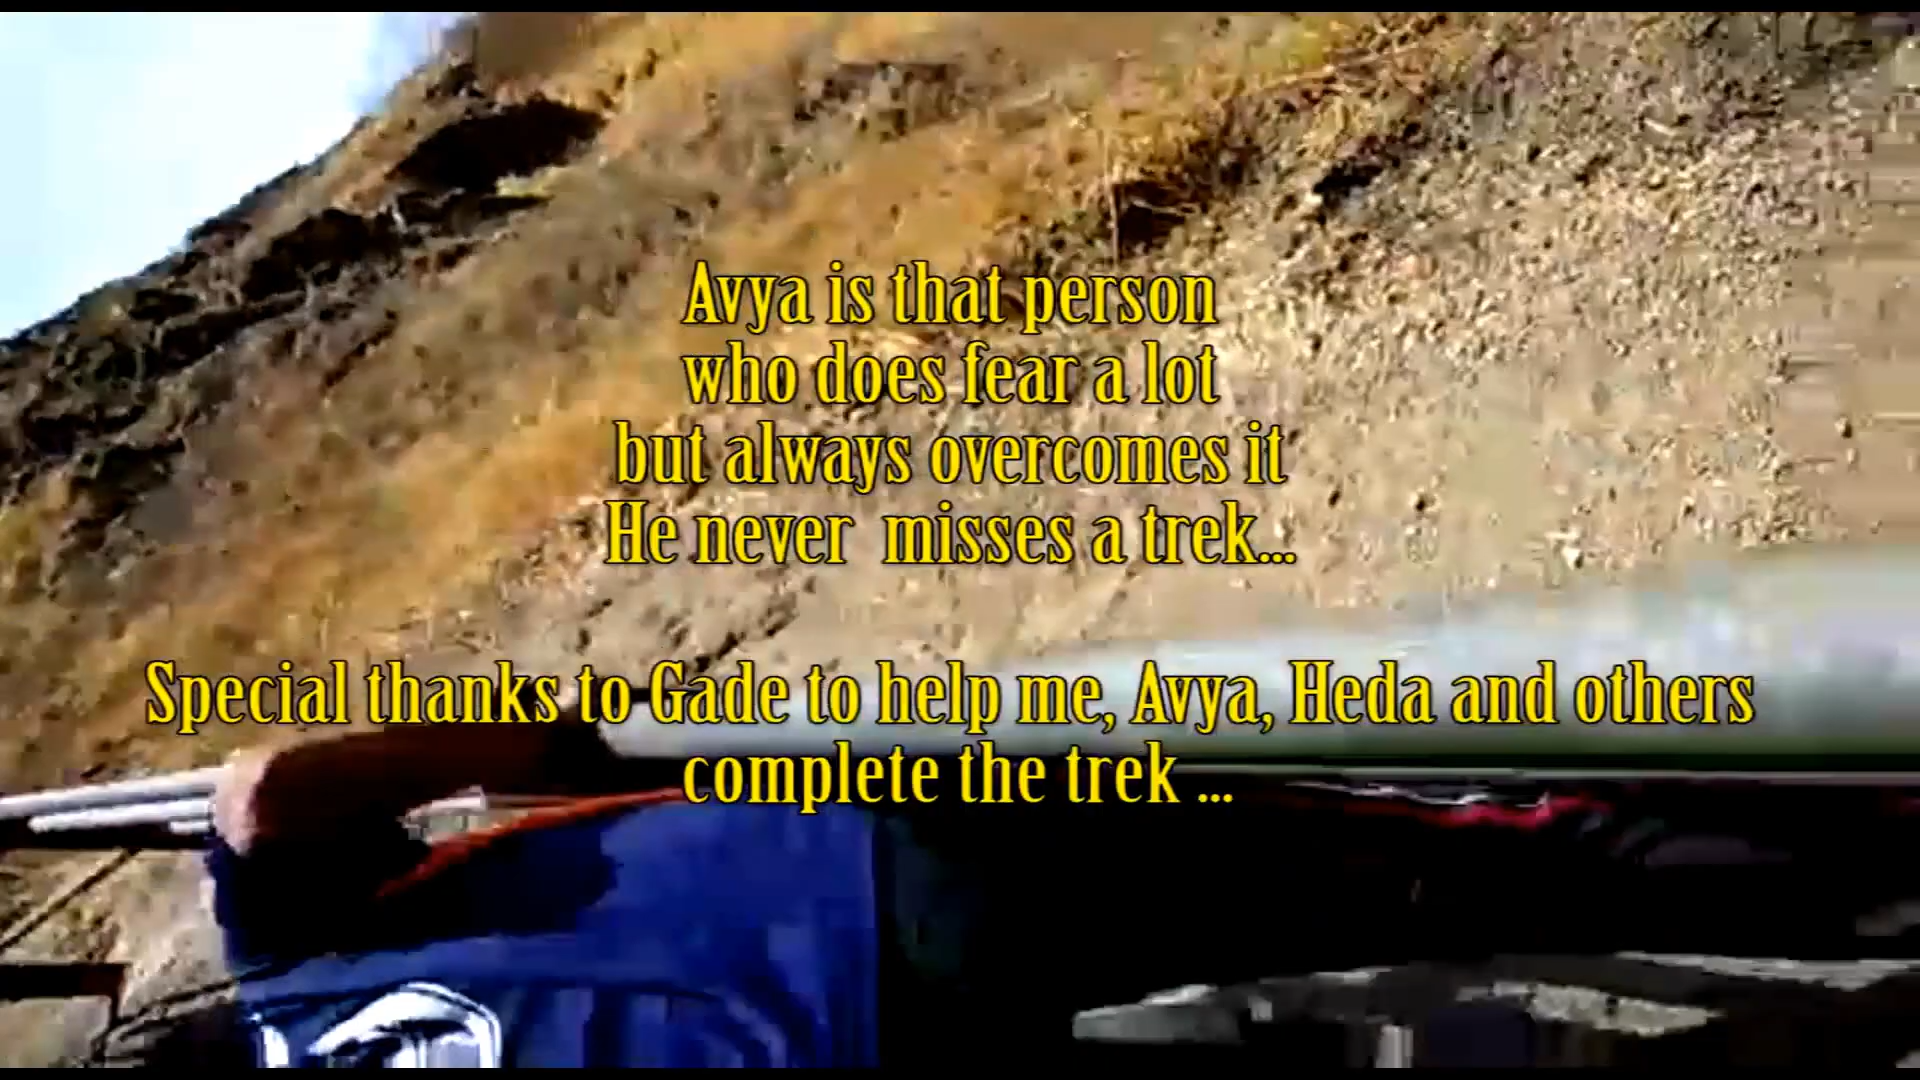 Avya is that person
who does fear a lot
but always overcomes it
He never misses a trek...
Special thanks to Gade to help me, Avya, Heda and others
complete the trek ...